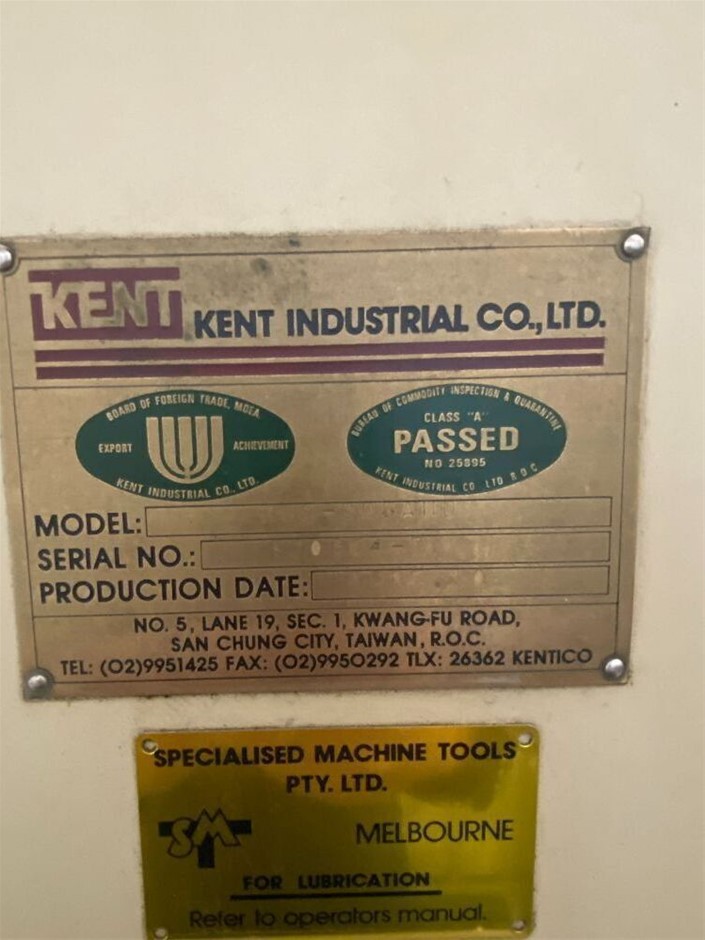 KENT KENT INDUSTRIAL CO., LTD.
BOARD OF FOREIGN TRADE, MOEA.
EXPORT ACHIEVEMENT
KENT INDUSTRIAL CO., LTD.
BUREAU OF COMMODITY INSPECTION & QUARANTINE
CLASS "A"
PASSED
NO 25895
KENT INDUSTRIAL CO LTD R.O.C
MODEL:
SERIAL NO.:
PRODUCTION DATE:
NO. 5, LANE 19, SEC. 1, KWANG-FU ROAD,
SAN CHUNG CITY, TAIWAN, R.O.C.
TEL: (02)9951425 FAX: (02)9950292 TLX: 26362 KENTICO
SPECIALISED MACHINE TOOLS
PTY. LTD.
SMT MELBOURNE
FOR LUBRICATION
Refer to operators manual.